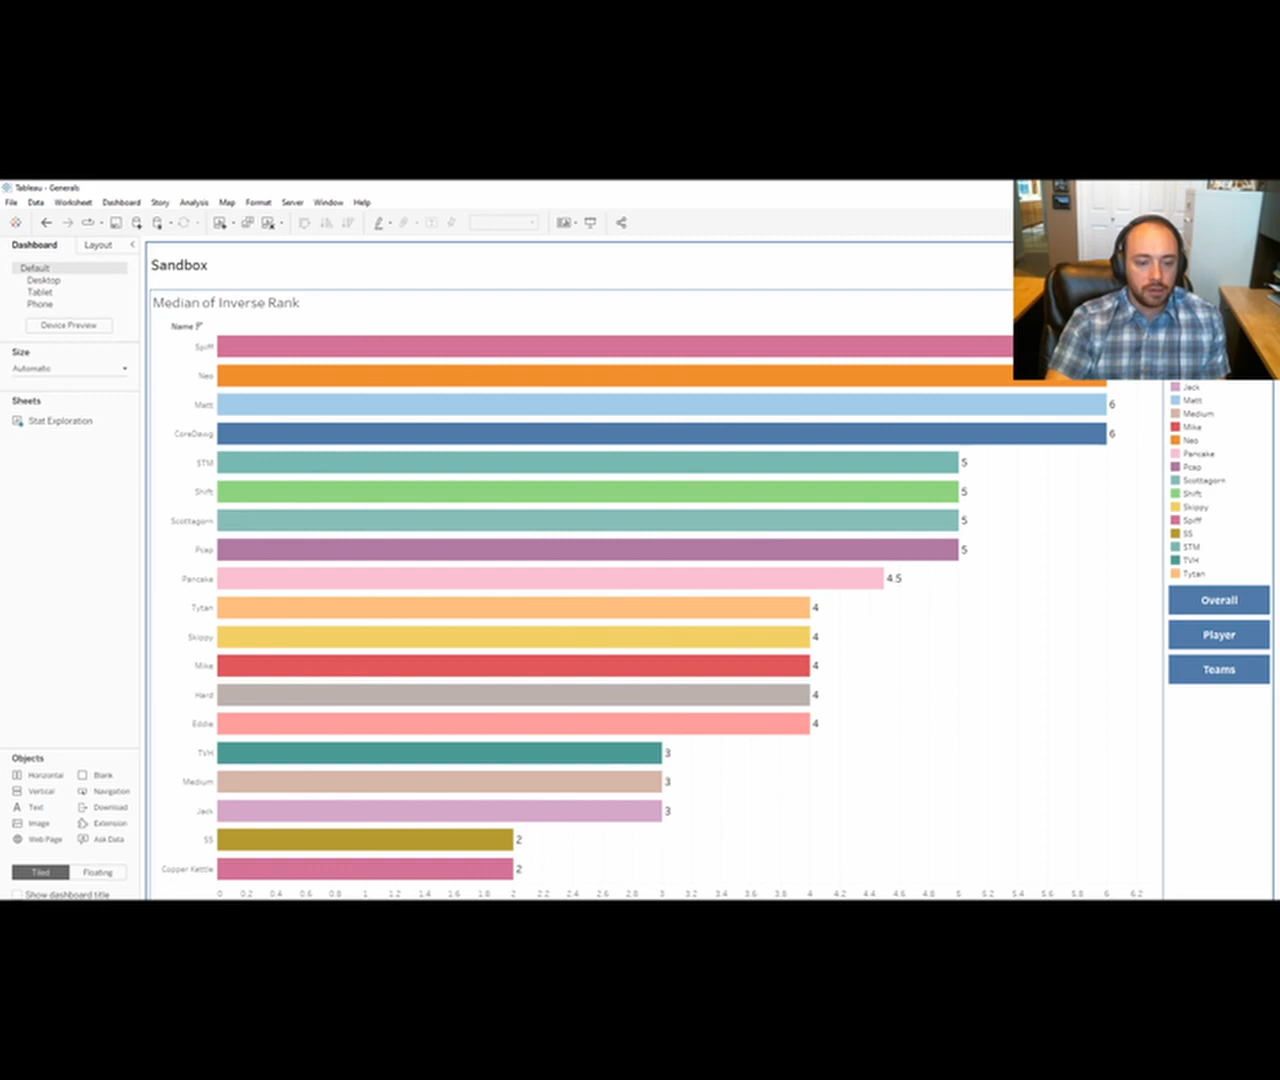 Tableau - Generals
File Data Worksheet Dashboard Story Analysis Map Format Server Window Help
Dashboard Layout
Default
Desktop
Tablet
Phone
Device Preview
Size
Automatic
Sheets
Stat Exploration
Objects
Horizontal Blank
Vertical Navigation
Text Download
Image Extension
Web Page Ask Data
Tiled Floating
Show dashboard title
Sandbox
Median of Inverse Rank
Name
Spiff
Neo
Matt 6
CoreDawg 6
STM 5
Shift 5
Scottagorn 5
Pcap 5
Pancake 4.5
Tytan 4
Skippy 4
Mike 4
Hard 4
Eddie 4
TVH 3
Medium 3
Jack 3
SS 2
Copper Kettle 2
0 0.2 0.4 0.6 0.8 1 1.2 1.4 1.6 1.8 2 2.2 2.4 2.6 2.8 3 3.2 3.4 3.6 3.8 4 4.2 4.4 4.6 4.8 5 5.2 5.4 5.6 5.8 6 6.2
Jack
Matt
Medium
Mike
Neo
Pancake
Pcap
Scottagorn
Shift
Skippy
Spiff
SS
STM
TVH
Tytan
Overall
Player
Teams